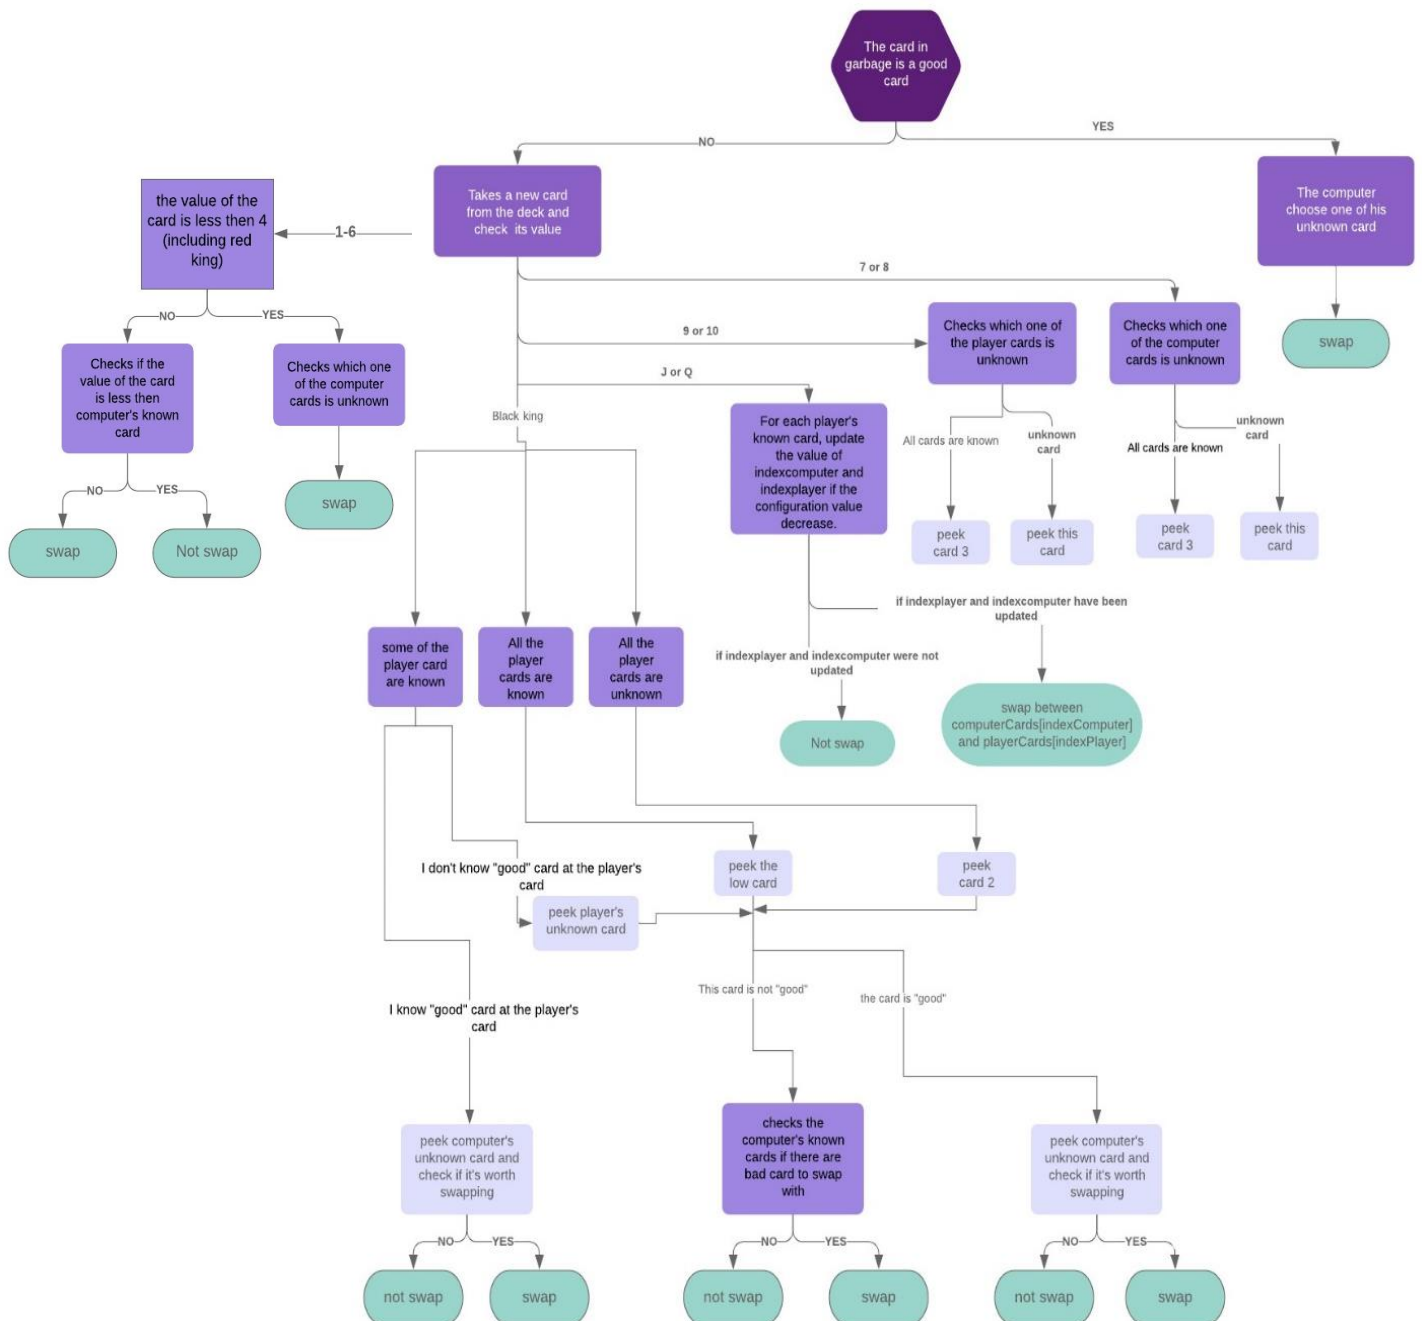 The card in
garbage is a good
card
NO
YES
Takes a new card
from the deck and
check its value
The computer
choose one of his
unknown card
swap
1-6
the value of the
card is less then 4
(including red
king)
NO
YES
Checks if the
value of the card
is less then
computer's known
card
Checks which one
of the computer
cards is unknown
NO
YES
swap
Not swap
swap
7 or 8
9 or 10
J or Q
Black king
Checks which one of
the player cards is
unknown
Checks which one
of the computer
cards is unknown
For each player's
known card, update
the value of
indexcomputer and
indexplayer if the
configuration value
decrease.
All cards are known
unknown
card
All cards are known
unknown
card
peek
card 3
peek this
card
peek
card 3
peek this
card
if indexplayer and indexcomputer have been
updated
if indexplayer and indexcomputer were not
updated
Not swap
swap between
computerCards[indexComputer]
and playerCards[indexPlayer]
some of the
player card
are known
All the
player
cards are
known
All the
player
cards are
unknown
I don't know "good" card at the player's
card
peek player's
unknown card
peek the
low card
peek
card 2
I know "good" card at the player's
card
This card is not "good"
the card is "good"
peek computer's
unknown card and
check if it's worth
swapping
checks the
computer's known
cards if there are
bad card to swap
with
peek computer's
unknown card and
check if it's worth
swapping
NO
YES
NO
YES
NO
YES
not swap
swap
not swap
swap
not swap
swap